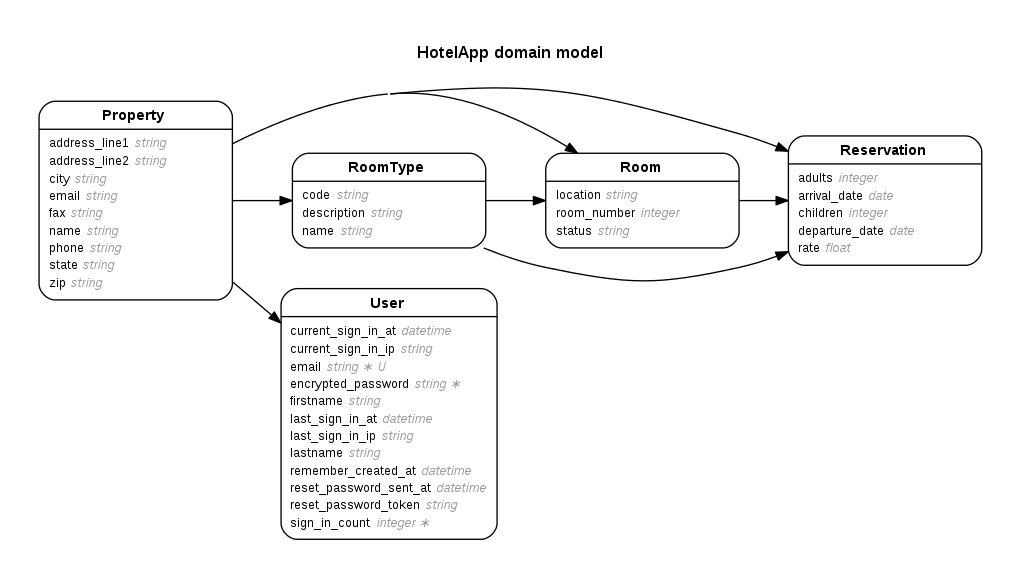 HotelApp domain model
Property
address_line1 string
address_line2 string
city string
email string
fax string
name string
phone string
state string
zip string
RoomType
code string
description string
name string
Room
location string
room_number integer
status string
Reservation
adults integer
arrival_date date
children integer
departure_date date
rate float
User
current_sign_in_at datetime
current_sign_in_ip string
email string ∗ U
encrypted_password string ∗
firstname string
last_sign_in_at datetime
last_sign_in_ip string
lastname string
remember_created_at datetime
reset_password_sent_at datetime
reset_password_token string
sign_in_count integer ∗